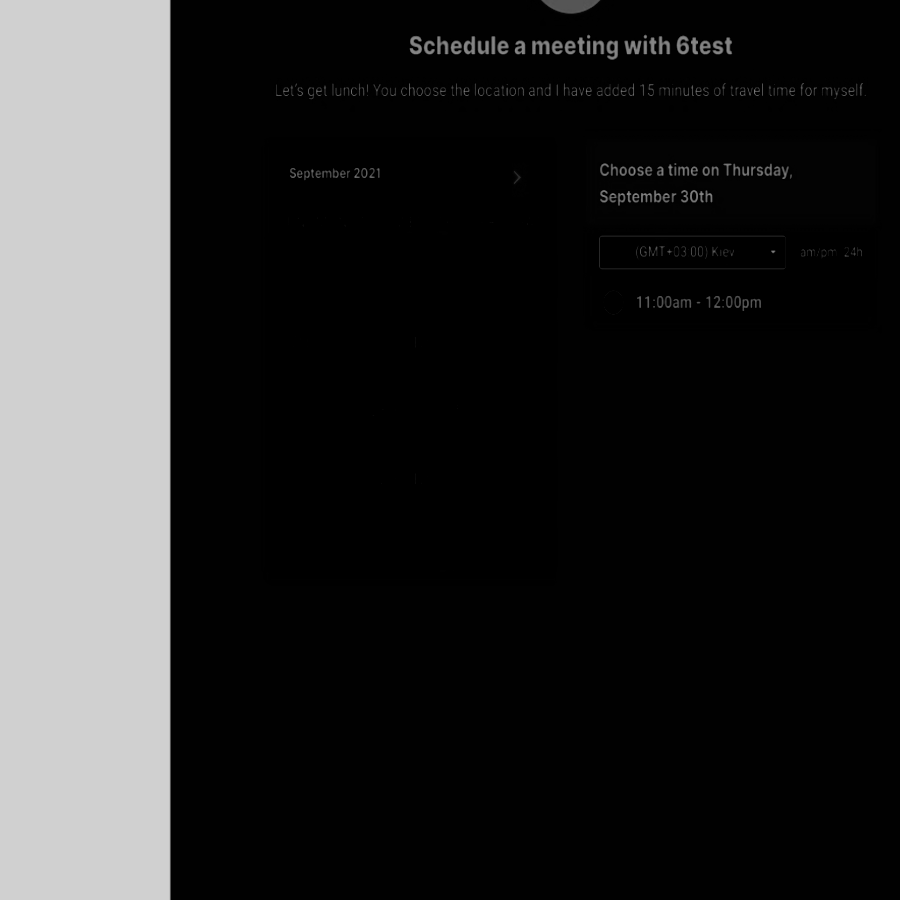 Schedule a meeting with 6test
Let's get lunch! You choose the location and I have added 15 minutes of travel time for myself.
September 2021
Choose a time on Thursday,
September 30th
(GMT+03:00) Kiev
am/pm 24h
11:00am - 12:00pm